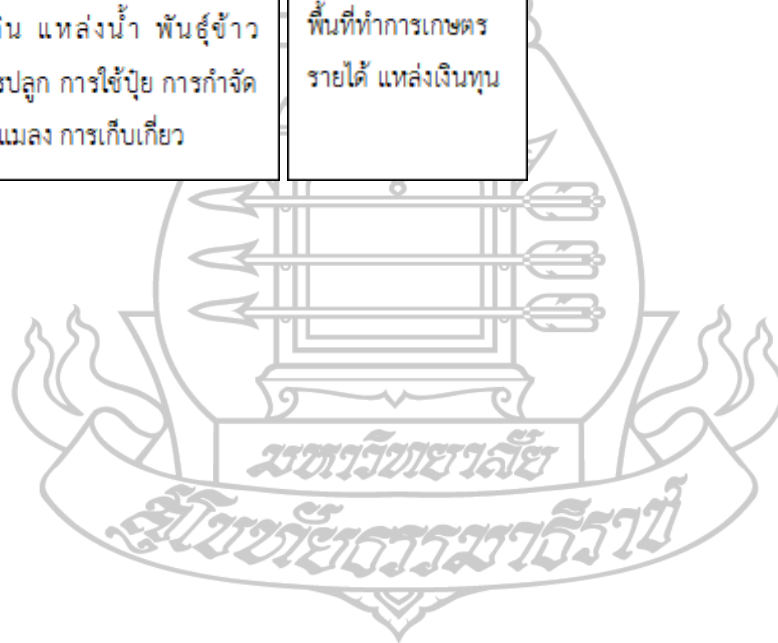 แหล่งน้ำ พันธุ์ข้าว
รปลูก การใช้ปุ๋ย การกำจัด
แมลง การเก็บเกี่ยว
พื้นที่ทำการเกษตร
รายได้ แหล่งเงินทุน
มหาวิทยาลัย
สุโขทัยธรรมาธิราช